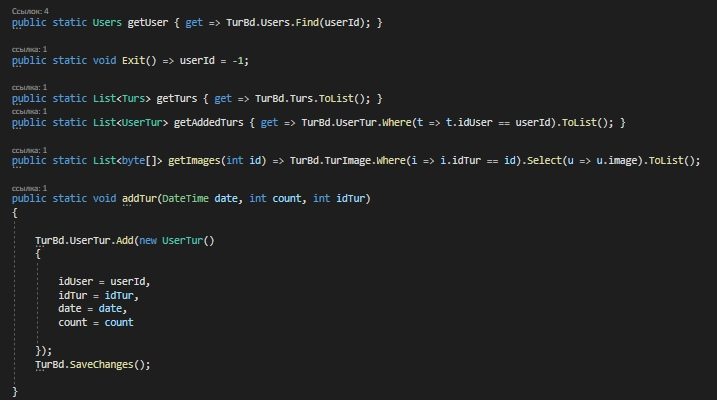 Ссылок: 4
public static Users getUser { get => TurBd.Users.Find(userId); }
ссылка: 1
public static void Exit() => userId = -1;
ссылка: 1
public static List<Turs> getTurs { get => TurBd.Turs.ToList(); }
ссылка: 1
public static List<UserTur> getAddedTurs { get => TurBd.UserTur.Where(t => t.idUser == userId).ToList(); }
ссылка: 1
public static List<byte[]> getImages(int id) => TurBd.TurImage.Where(i => i.idTur == id).Select(u => u.image).ToList();
ссылка: 1
public static void addTur(DateTime date, int count, int idTur)
{
TurBd.UserTur.Add(new UserTur()
{
idUser = userId,
idTur = idTur,
date = date,
count = count
});
TurBd.SaveChanges();
}